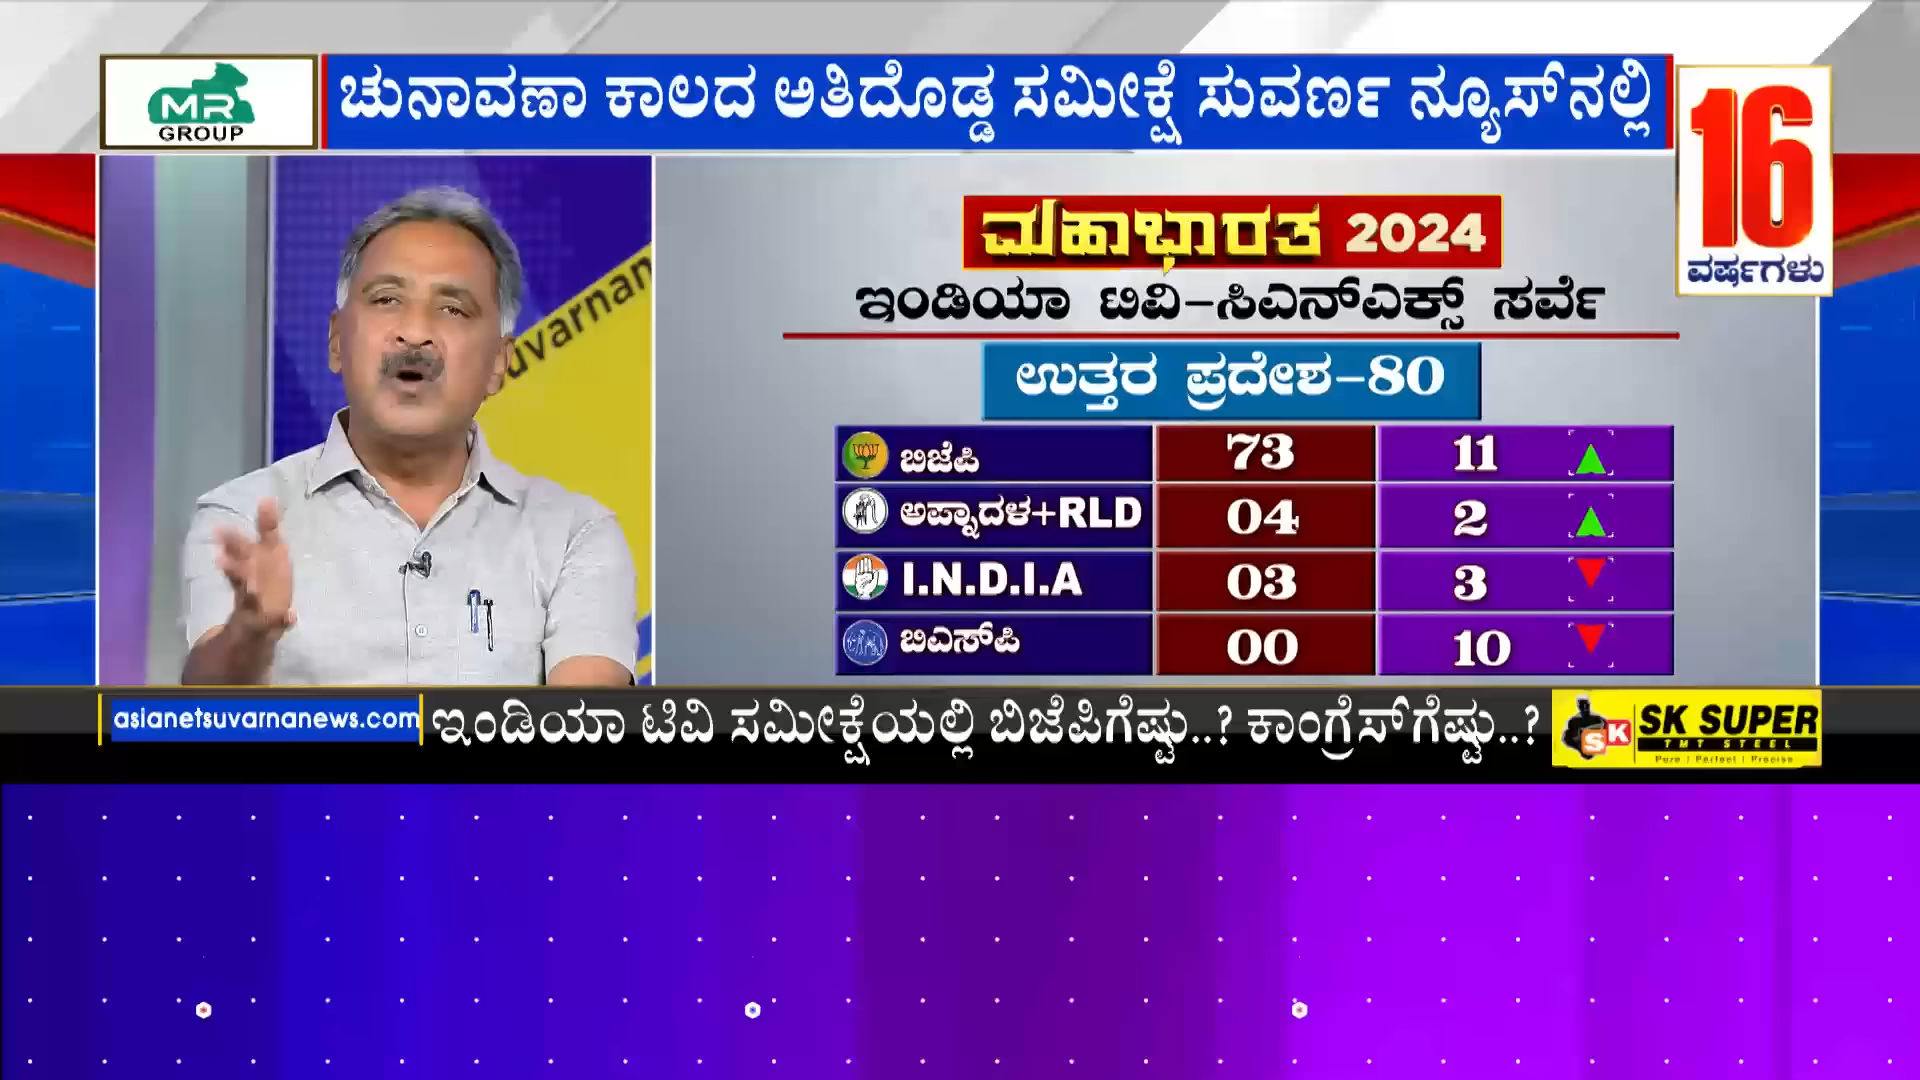 MR
GROUP
ಚುನಾವಣಾ ಕಾಲದ ಅತಿದೊಡ್ಡ ಸಮೀಕ್ಷೆ ಸುವರ್ಣ ನ್ಯೂಸ್‌ನಲ್ಲಿ
16
ವರ್ಷಗಳು
suvarnan
ಮಹಾಭಾರತ 2024
ಇಂಡಿಯಾ ಟಿವಿ-ಸಿಎನ್ಎಕ್ಸ್ ಸರ್ವೆ
ಉತ್ತರ ಪ್ರದೇಶ-80
ಬಿಜೆಪಿ 73 11
ಅಪ್ನಾದಳ+RLD 04 2
I.N.D.I.A 03 3
ಬಿಎಸ್‌ಪಿ 00 10
asianetsuvarnanews.com ಇಂಡಿಯಾ ಟಿವಿ ಸಮೀಕ್ಷೆಯಲ್ಲಿ ಬಿಜೆಪಿಗೆಷ್ಟು..? ಕಾಂಗ್ರೆಸ್‌ಗೆಷ್ಟು..?
SK
SK SUPER
TMT STEEL
Pure | Perfect | Precise